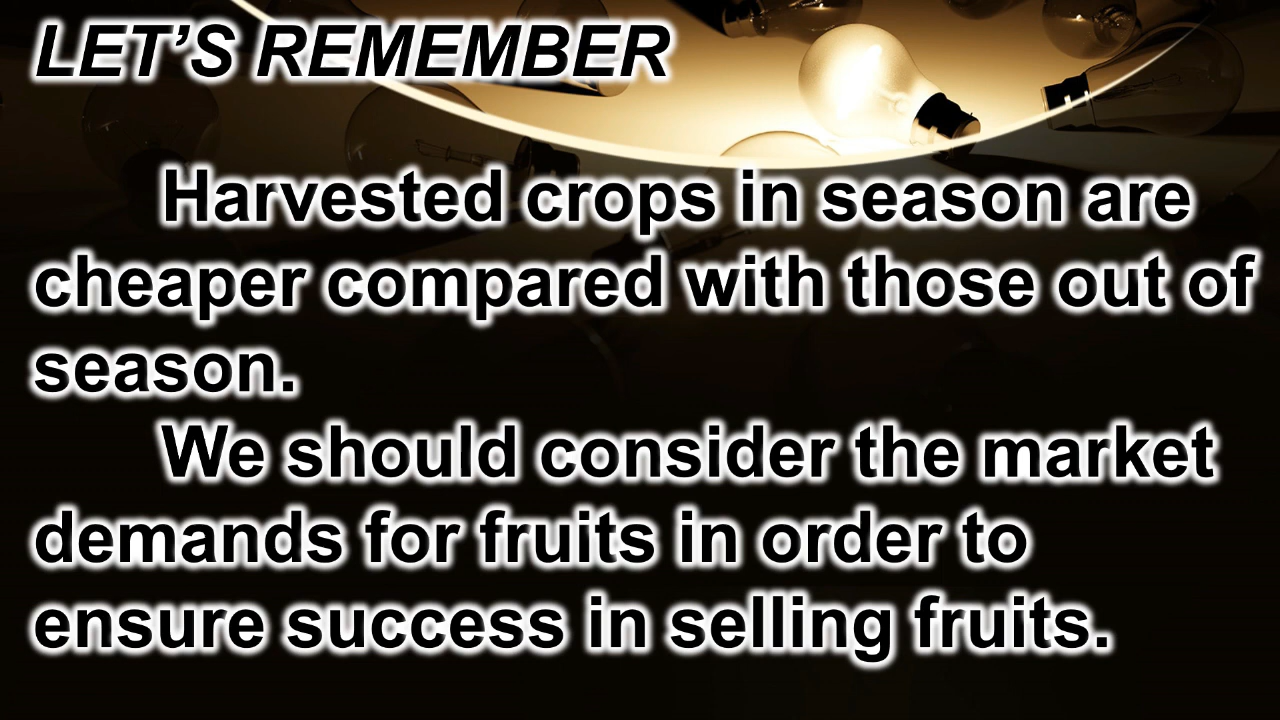 LET’S REMEMBER
Harvested crops in season are
cheaper compared with those out of
season.
We should consider the market
demands for fruits in order to
ensure success in selling fruits.